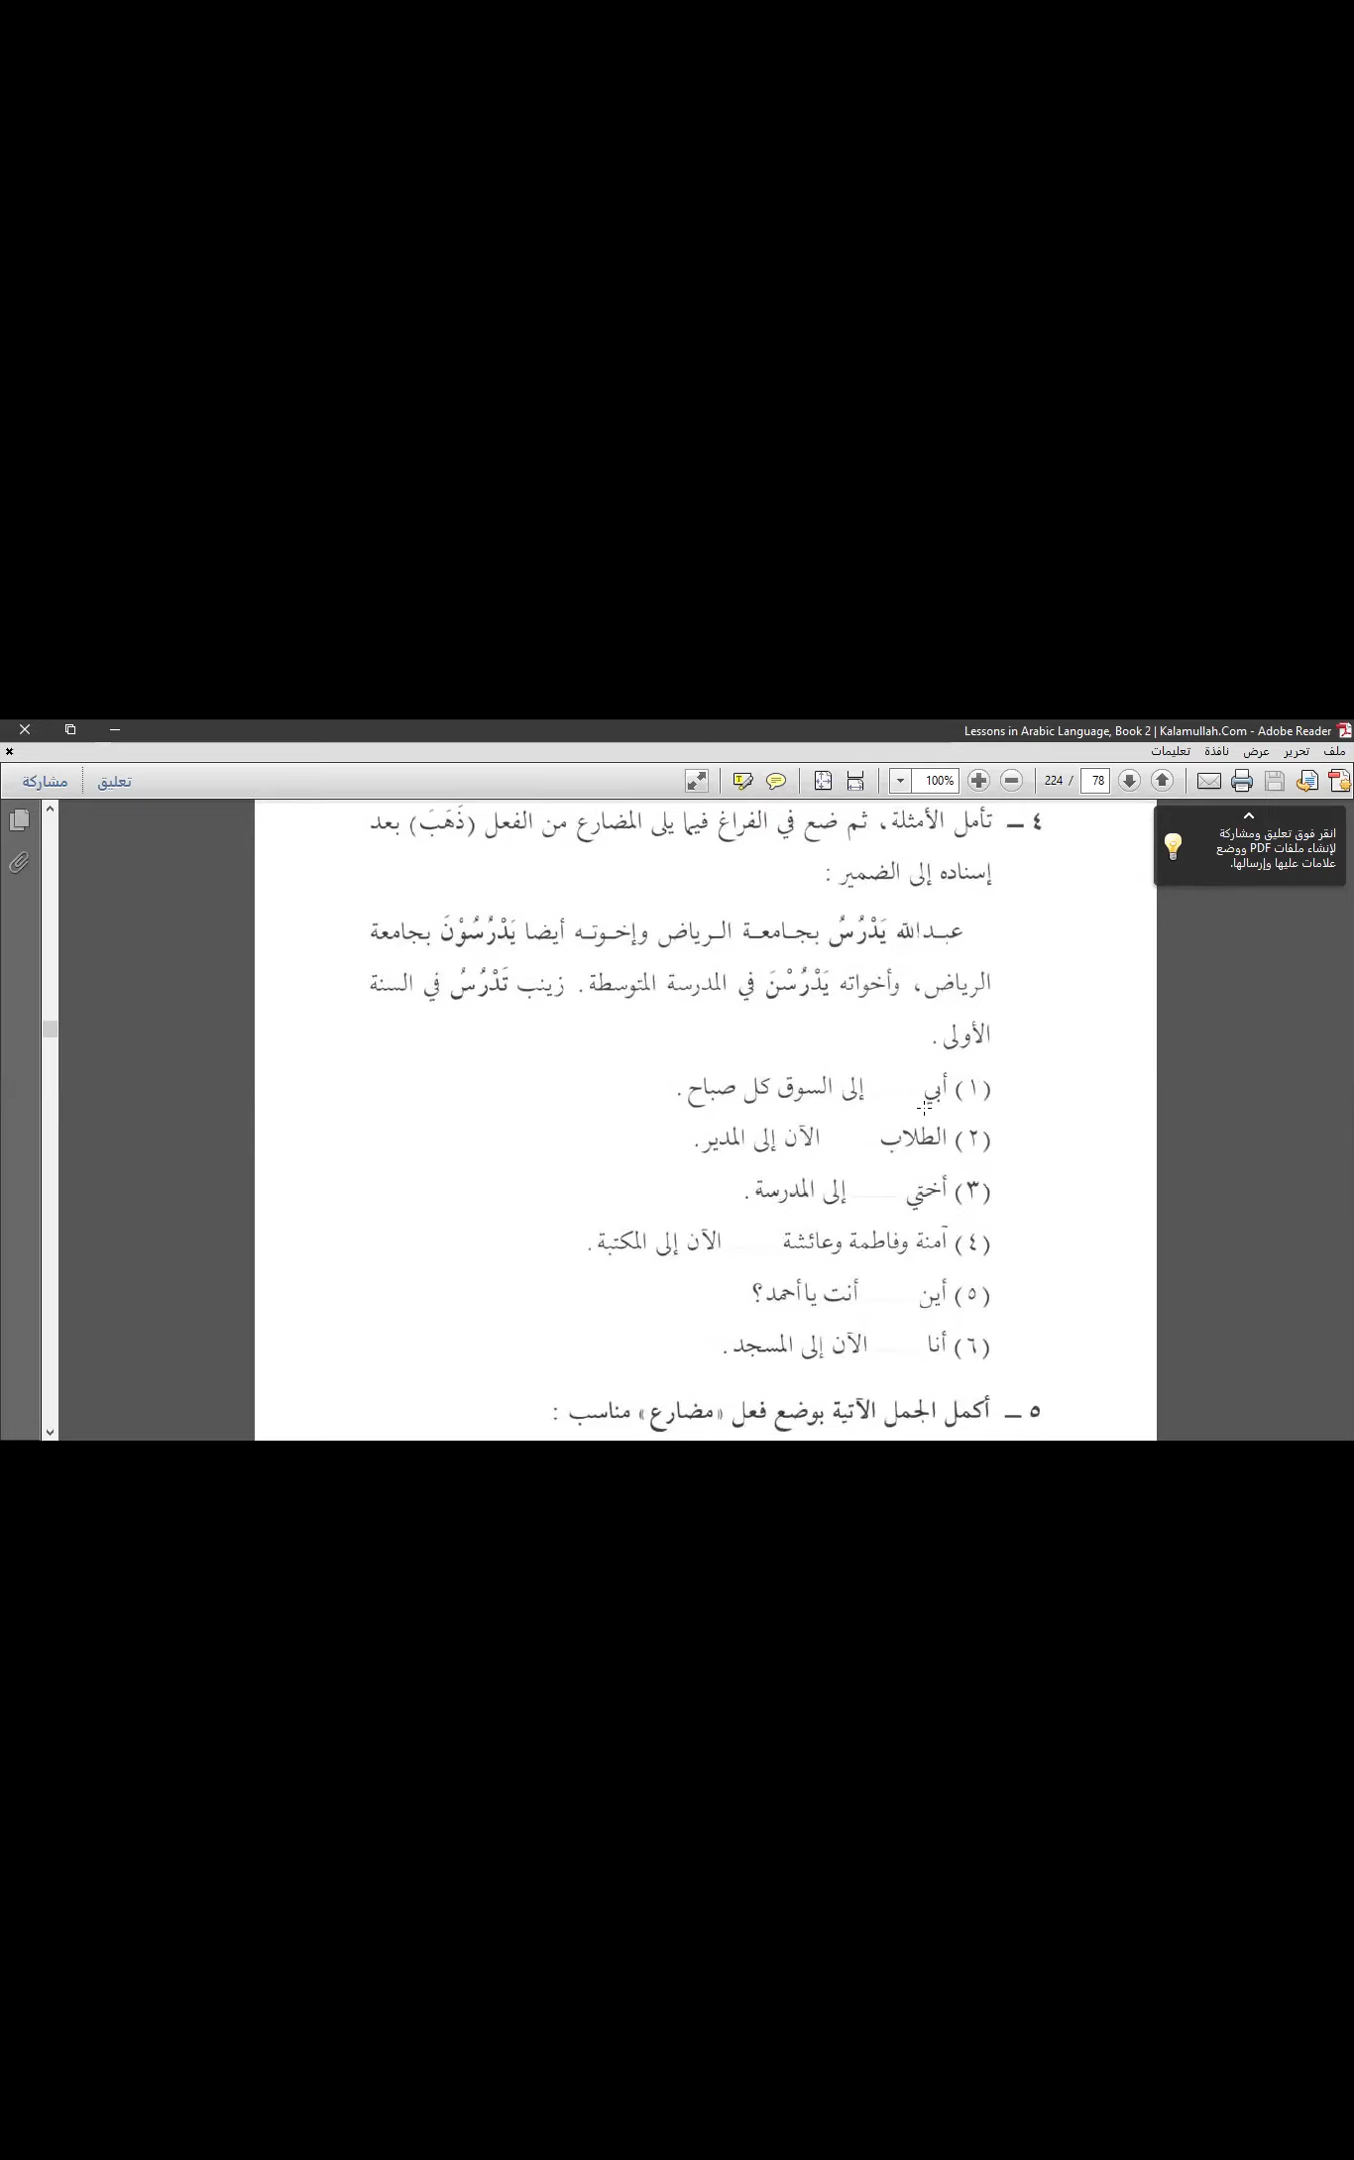 Lessons in Arabic Language, Book 2 | Kalamullah.Com - Adobe Reader
ملف تحرير عرض نافذة تعليمات
78 / 224 100% تعليق مشاركة
انقر فوق تعليق ومشاركة
لإنشاء ملفات PDF ووضع
علامات عليها وإرسالها.
٤ ــ تأمل الأمثلة، ثم ضع في الفراغ فيما يلى المضارع من الفعل (ذَهَبَ) بعد
إسناده إلى الضمير :
عبدالله يَدْرُسُ بجامعة الرياض وإخوته أيضا يَدْرُسُوْنَ بجامعة
الرياض، وأخواته يَدْرُسْنَ في المدرسة المتوسطة. زينب تَدْرُسُ في السنة
الأولى.
(١) أبي إلى السوق كل صباح.
(٢) الطلاب الآن إلى المدير.
(٣) أختي إلى المدرسة.
(٤) آمنة وفاطمة وعائشة الآن إلى المكتبة.
(٥) أين أنت يا أحمد؟
(٦) أنا الآن إلى المسجد.
٥ ــ أكمل الجمل الآتية بوضع فعل «مضارع» مناسب :